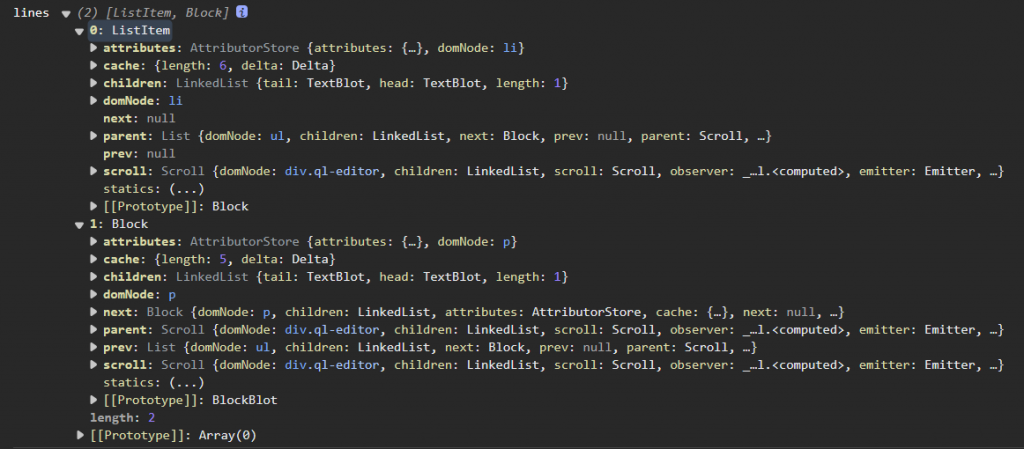 lines ▼ (2) [ListItem, Block] i
▼ 0: ListItem
▶ attributes: AttributorStore {attributes: {…}, domNode: li}
▶ cache: {length: 6, delta: Delta}
▶ children: LinkedList {tail: TextBlot, head: TextBlot, length: 1}
▶ domNode: li
next: null
▶ parent: List {domNode: ul, children: LinkedList, next: Block, prev: null, parent: Scroll, …}
prev: null
▶ scroll: Scroll {domNode: div.ql-editor, children: LinkedList, scroll: Scroll, observer: _…l.<computed>, emitter: Emitter, …}
statics: (...)
▶ [[Prototype]]: Block
▼ 1: Block
▶ attributes: AttributorStore {attributes: {…}, domNode: p}
▶ cache: {length: 5, delta: Delta}
▶ children: LinkedList {tail: TextBlot, head: TextBlot, length: 1}
▶ domNode: p
▶ next: Block {domNode: p, children: LinkedList, attributes: AttributorStore, cache: {…}, next: null, …}
▶ parent: Scroll {domNode: div.ql-editor, children: LinkedList, scroll: Scroll, observer: _…l.<computed>, emitter: Emitter, …}
▶ prev: List {domNode: ul, children: LinkedList, next: Block, prev: null, parent: Scroll, …}
▶ scroll: Scroll {domNode: div.ql-editor, children: LinkedList, scroll: Scroll, observer: _…l.<computed>, emitter: Emitter, …}
statics: (...)
▶ [[Prototype]]: BlockBlot
length: 2
▶ [[Prototype]]: Array(0)